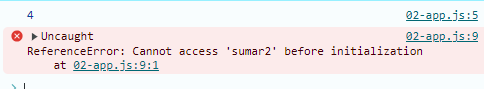 4 02-app.js:5
▶Uncaught 02-app.js:9
ReferenceError: Cannot access 'sumar2' before initialization
at 02-app.js:9:1